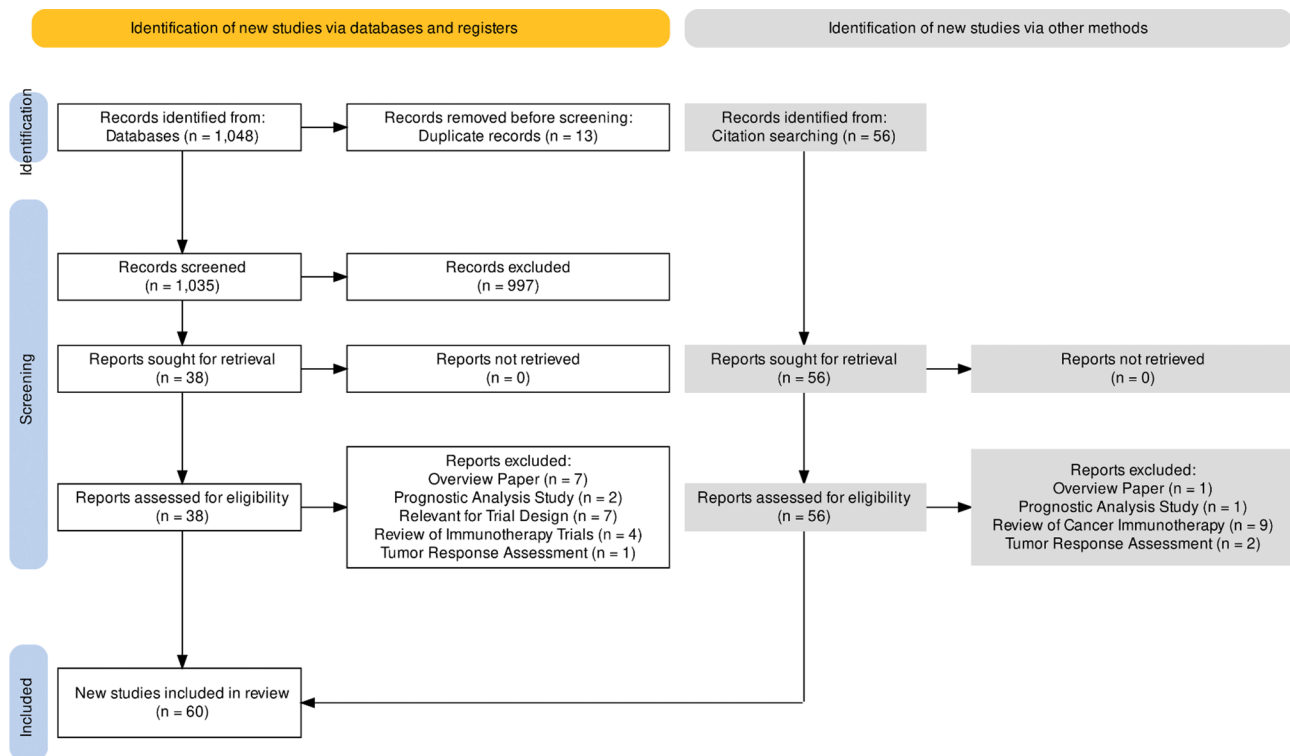 Identification of new studies via databases and registers
Identification of new studies via other methods
Identification
Records identified from:
Databases (n = 1,048)
Records removed before screening:
Duplicate records (n = 13)
Records identified from:
Citation searching (n = 56)
Screening
Records screened
(n = 1,035)
Records excluded
(n = 997)
Reports sought for retrieval
(n = 38)
Reports not retrieved
(n = 0)
Reports sought for retrieval
(n = 56)
Reports not retrieved
(n = 0)
Reports assessed for eligibility
(n = 38)
Reports excluded:
Overview Paper (n = 7)
Prognostic Analysis Study (n = 2)
Relevant for Trial Design (n = 7)
Review of Immunotherapy Trials (n = 4)
Tumor Response Assessment (n = 1)
Reports assessed for eligibility
(n = 56)
Reports excluded:
Overview Paper (n = 1)
Prognostic Analysis Study (n = 1)
Review of Cancer Immunotherapy (n = 9)
Tumor Response Assessment (n = 2)
Included
New studies included in review
(n = 60)